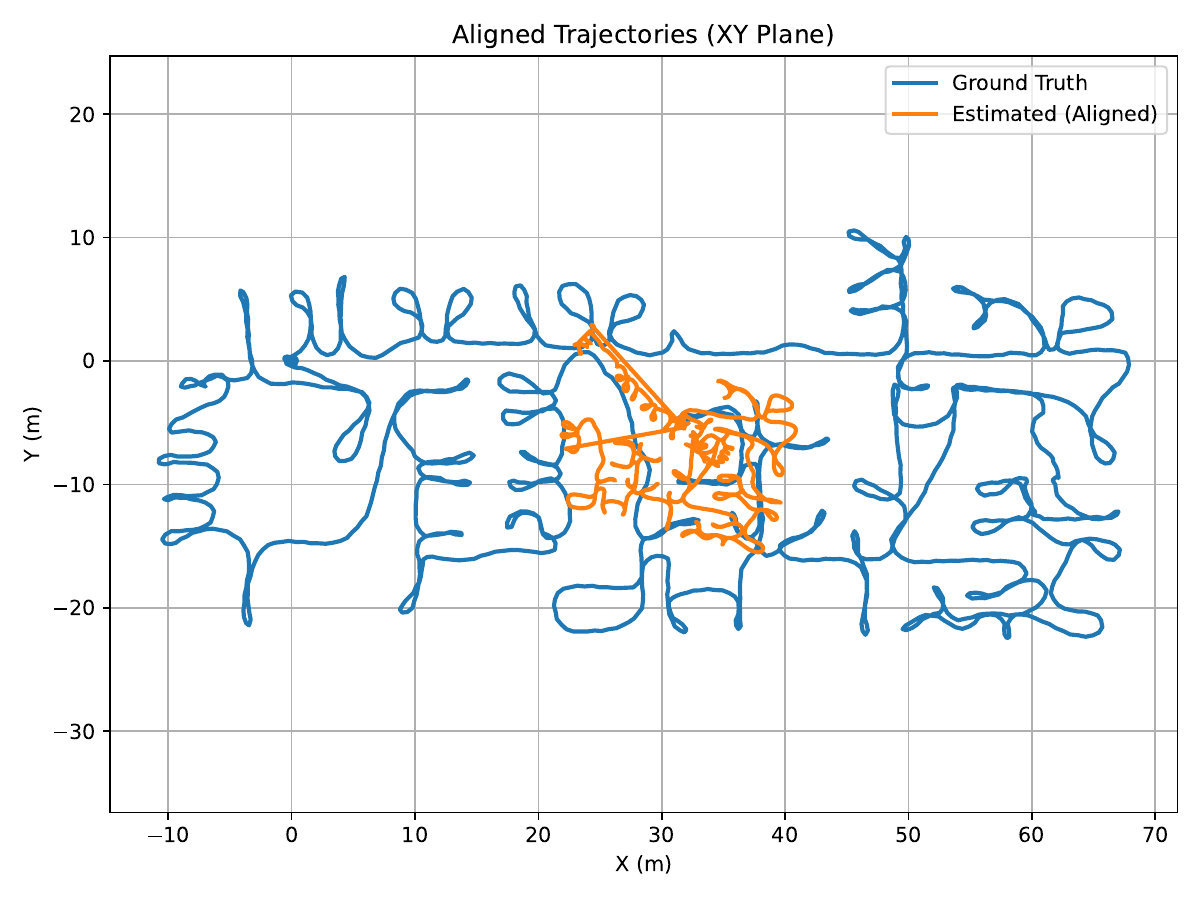 Aligned Trajectories (XY Plane)
Ground Truth
Estimated (Aligned)
20
10
0
−10
−20
−30
Y (m)
−10 0 10 20 30 40 50 60 70
X (m)